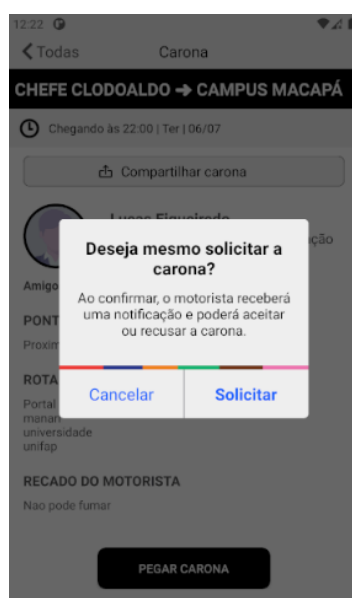 12:22
Todas Carona
CHEFE CLODOALDO → CAMPUS MACAPÁ
Chegando às 22:00 | Ter | 06/07
Compartilhar carona
Lucas Figueiredo
Deseja mesmo solicitar a
carona?
Amigo
Ao confirmar, o motorista receberá
uma notificação e poderá aceitar
ou recusar a carona.
PONT
Proxim
ROTA
Cancelar Solicitar
Portal
universidade
unifap
RECADO DO MOTORISTA
Nao pode fumar
PEGAR CARONA